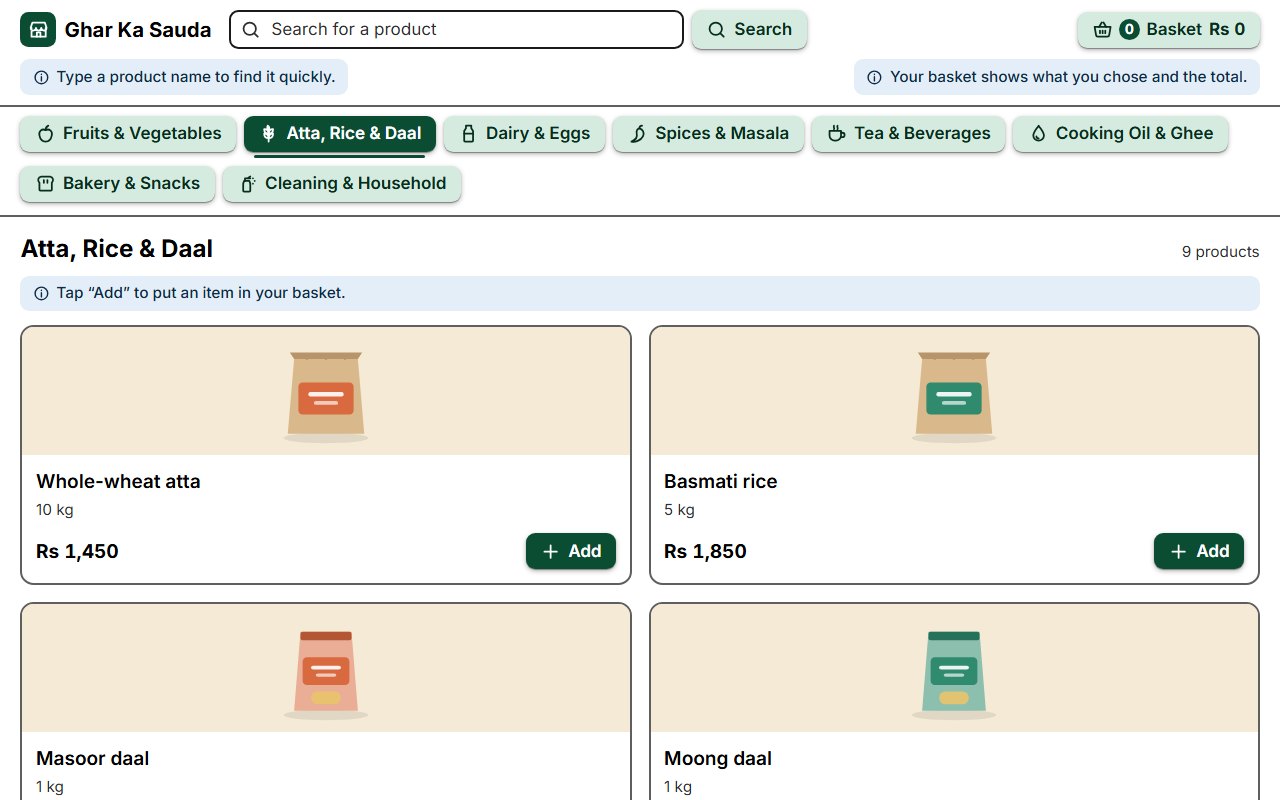 Ghar Ka Sauda
Search for a product
Search
0 Basket Rs 0
Type a product name to find it quickly.
Your basket shows what you chose and the total.
Fruits & Vegetables
Atta, Rice & Daal
Dairy & Eggs
Spices & Masala
Tea & Beverages
Cooking Oil & Ghee
Bakery & Snacks
Cleaning & Household
Atta, Rice & Daal
9 products
Tap “Add” to put an item in your basket.
Whole-wheat atta
10 kg
Rs 1,450
Add
Basmati rice
5 kg
Rs 1,850
Add
Masoor daal
1 kg
Moong daal
1 kg